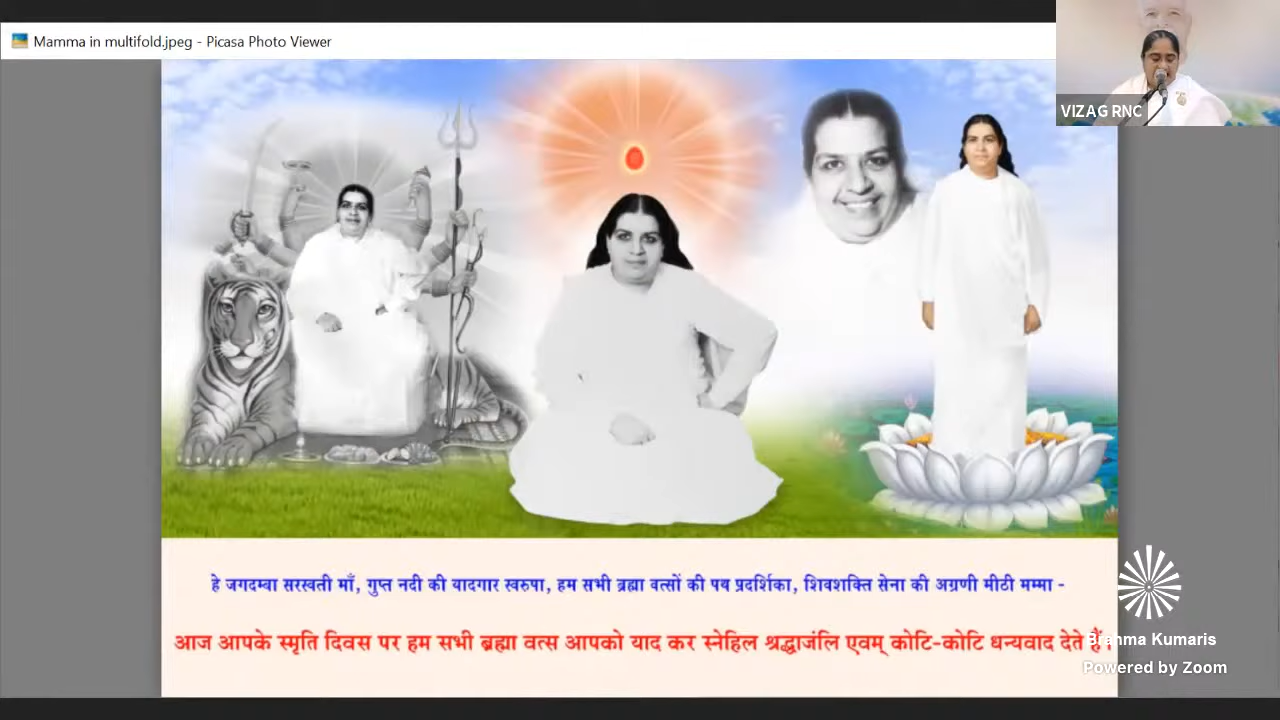 Mamma in multifold.jpeg - Picasa Photo Viewer
VIZAG RNC
हे जगदम्बा सरस्वती माँ, गुप्त नदी की यादगार स्वरुपा, हम सभी ब्रह्मा वत्सों की पथ प्रदर्शिका, शिवशक्ति सेना की अग्रणी मीठी मम्मा -
आज आपके स्मृति दिवस पर हम सभी ब्रह्मा वत्स आपको याद कर स्नेहिल श्रद्धाजंलि एवम् कोटि-कोटि धन्यवाद देते हैं।
Brahma Kumaris
Powered by Zoom